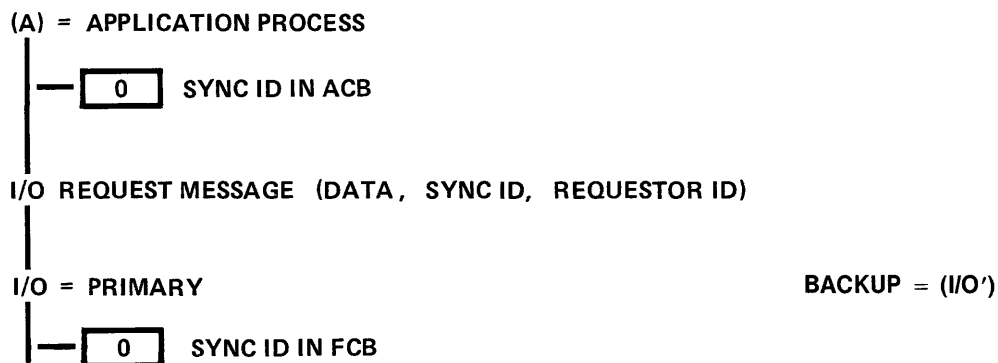 (A) = APPLICATION PROCESS
0 SYNC ID IN ACB
I/O REQUEST MESSAGE (DATA, SYNC ID, REQUESTOR ID)
I/O = PRIMARY BACKUP = (I/O')
0 SYNC ID IN FCB